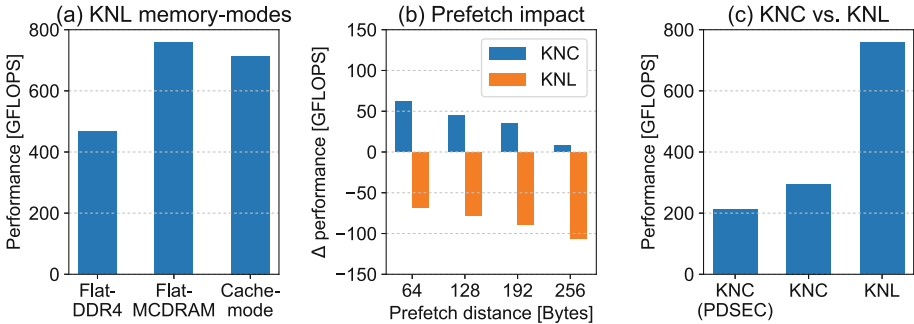 (a) KNL memory-modes
Performance [GFLOPS]
800
600
400
200
0
Flat-
DDR4
Flat-
MCDRAM
Cache-
mode
(b) Prefetch impact
Δ performance [GFLOPS]
150
100
50
0
−50
−100
−150
KNC
KNL
64 128 192 256
Prefetch distance [Bytes]
(c) KNC vs. KNL
Performance [GFLOPS]
800
600
400
200
0
KNC
(PDSEC)
KNC
KNL